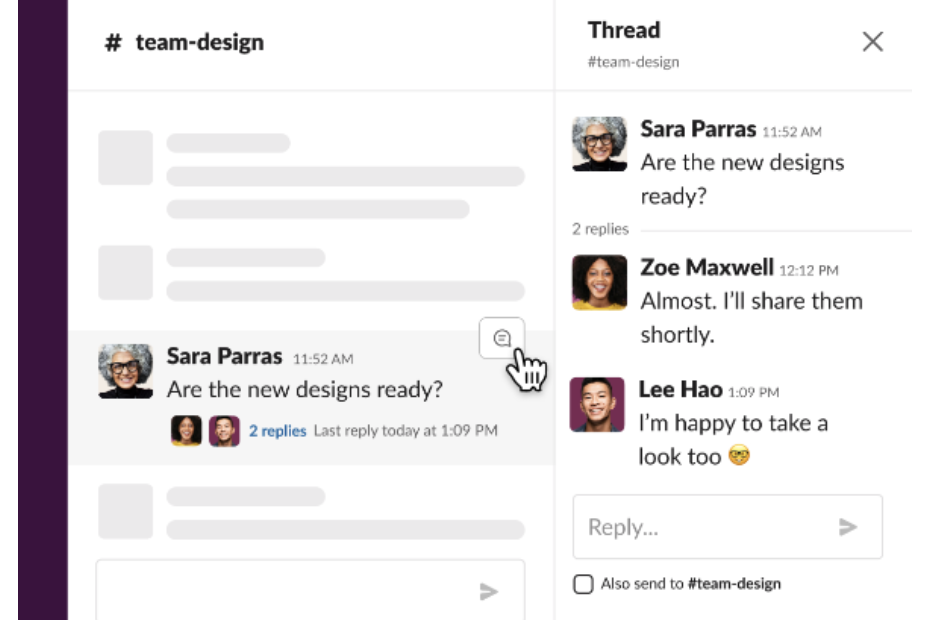 # team-design
Sara Parras 11:52 AM
Are the new designs ready?
2 replies Last reply today at 1:09 PM
Thread
#team-design
Sara Parras 11:52 AM
Are the new designs
ready?
2 replies
Zoe Maxwell 12:12 PM
Almost. I’ll share them
shortly.
Lee Hao 1:09 PM
I’m happy to take a
look too 🤓
Reply...
Also send to #team-design